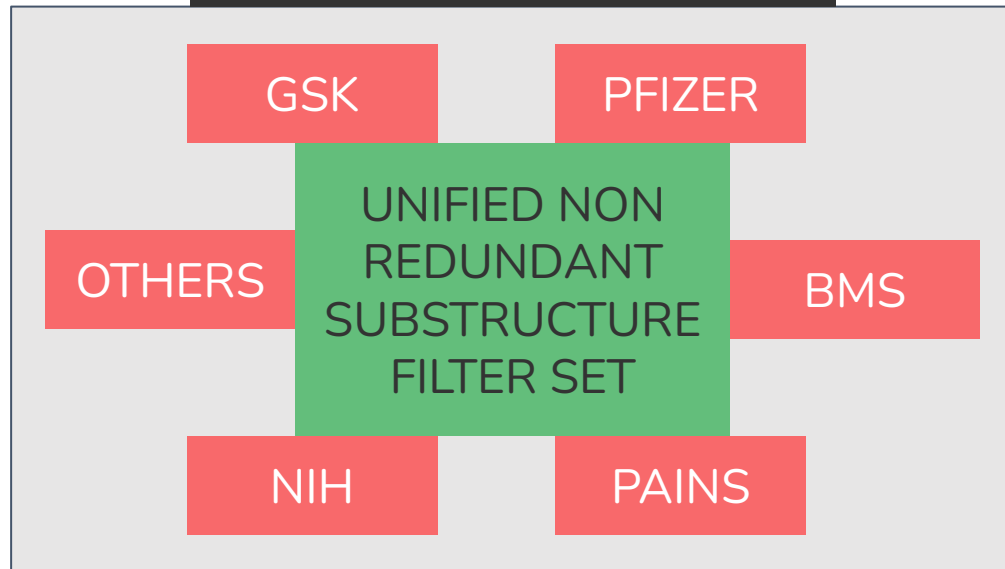 GSK
PFIZER
UNIFIED NON
REDUNDANT
SUBSTRUCTURE
FILTER SET
OTHERS
BMS
NIH
PAINS